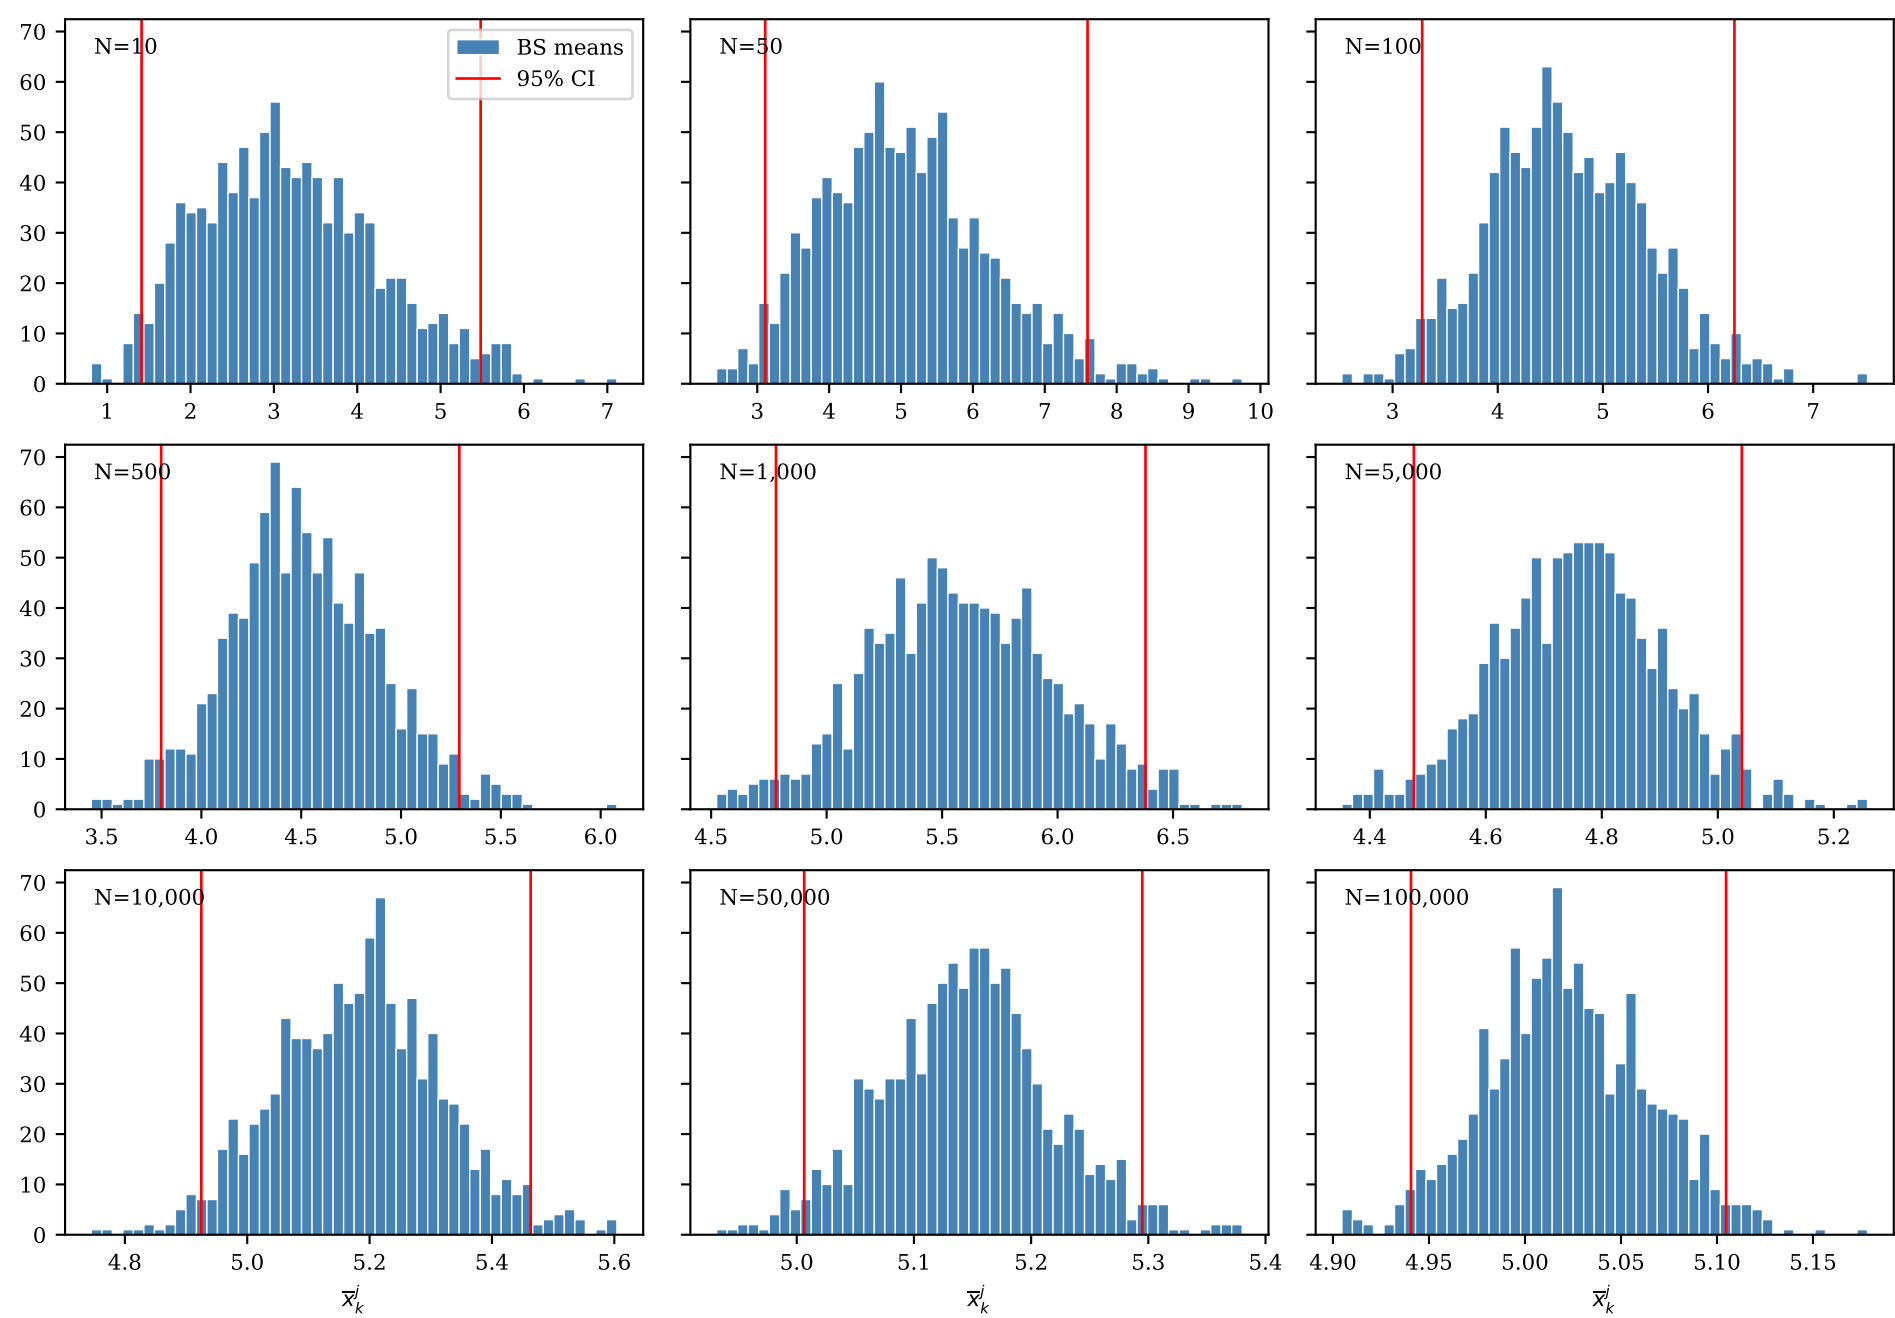 70
60
50
40
30
20
10
0
N=10
BS means
95% CI
1 2 3 4 5 6 7
N=50
3 4 5 6 7 8 9 10
N=100
3 4 5 6 7
70
60
50
40
30
20
10
0
N=500
3.5 4.0 4.5 5.0 5.5 6.0
N=1,000
4.5 5.0 5.5 6.0 6.5
N=5,000
4.4 4.6 4.8 5.0 5.2
70
60
50
40
30
20
10
0
N=10,000
4.8 5.0 5.2 5.4 5.6
x̅ʲₖ
N=50,000
5.0 5.1 5.2 5.3 5.4
x̅ʲₖ
N=100,000
4.90 4.95 5.00 5.05 5.10 5.15
x̅ʲₖ